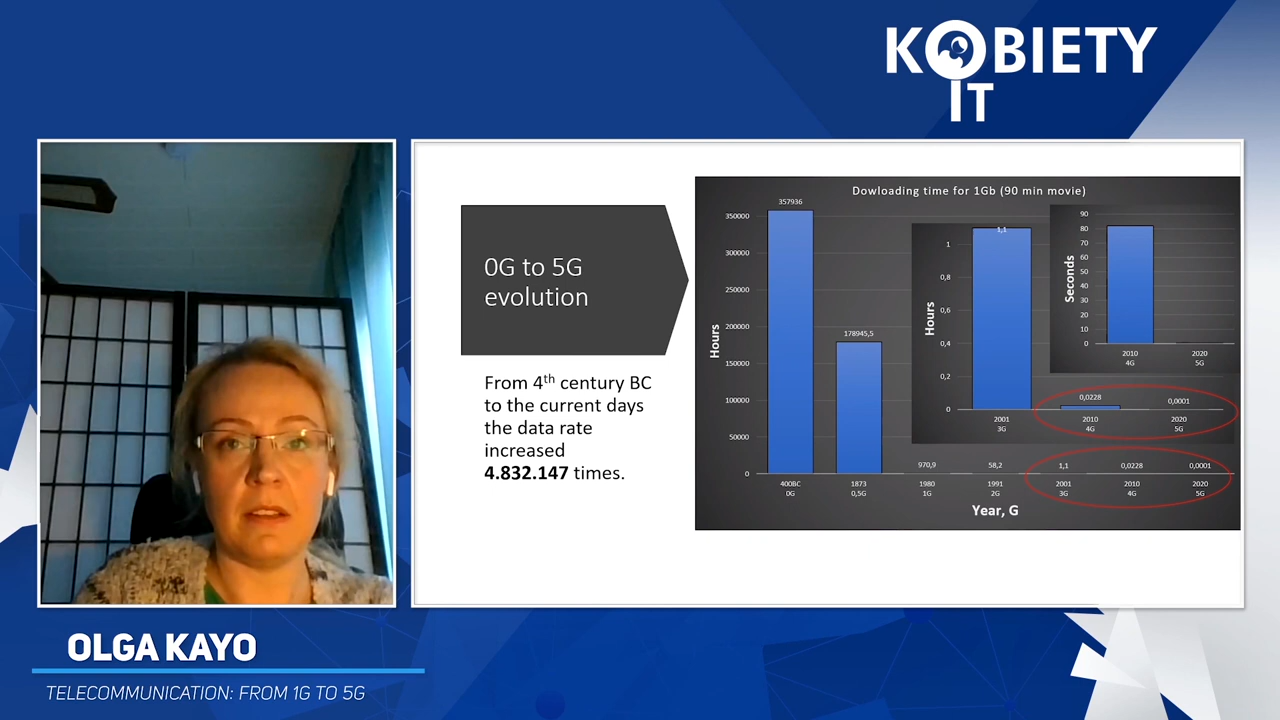 KOBIETY
IT
0G to 5G
evolution
From 4th century BC
to the current days
the data rate
increased
4.832.147 times.
Dowloading time for 1Gb (90 min movie)
Hours
350000
300000
250000
200000
150000
100000
50000
0
357936
178945,5
970,9
58,2
1,1
0,0228
0,0001
400BC
0G
1873
0,5G
1980
1G
1991
2G
2001
3G
2010
4G
2020
5G
Year, G
Hours
1
0,8
0,6
0,4
0,2
0
1,1
0,0228
0,0001
2001
3G
2010
4G
2020
5G
Seconds
90
80
70
60
50
40
30
20
10
0
2010
4G
2020
5G
OLGA KAYO
TELECOMMUNICATION: FROM 1G TO 5G